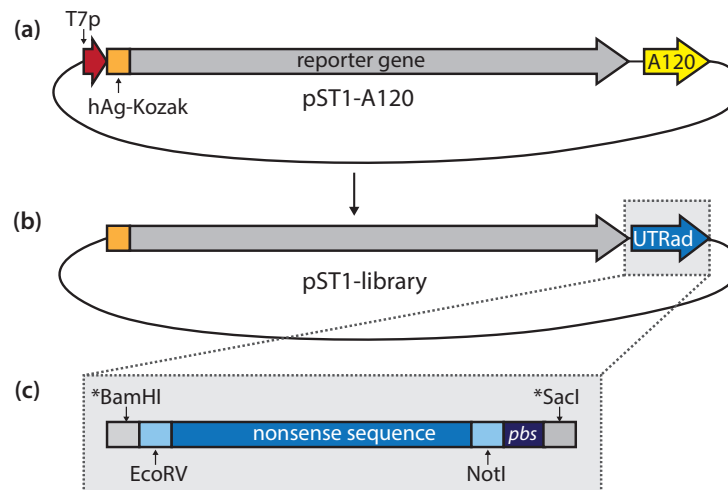 T7p
(a)
reporter gene
A120
hAg-Kozak
pST1-A120
(b)
UTRad
pST1-library
(c)
*BamHI
*SacI
nonsense sequence
pbs
EcoRV
NotI